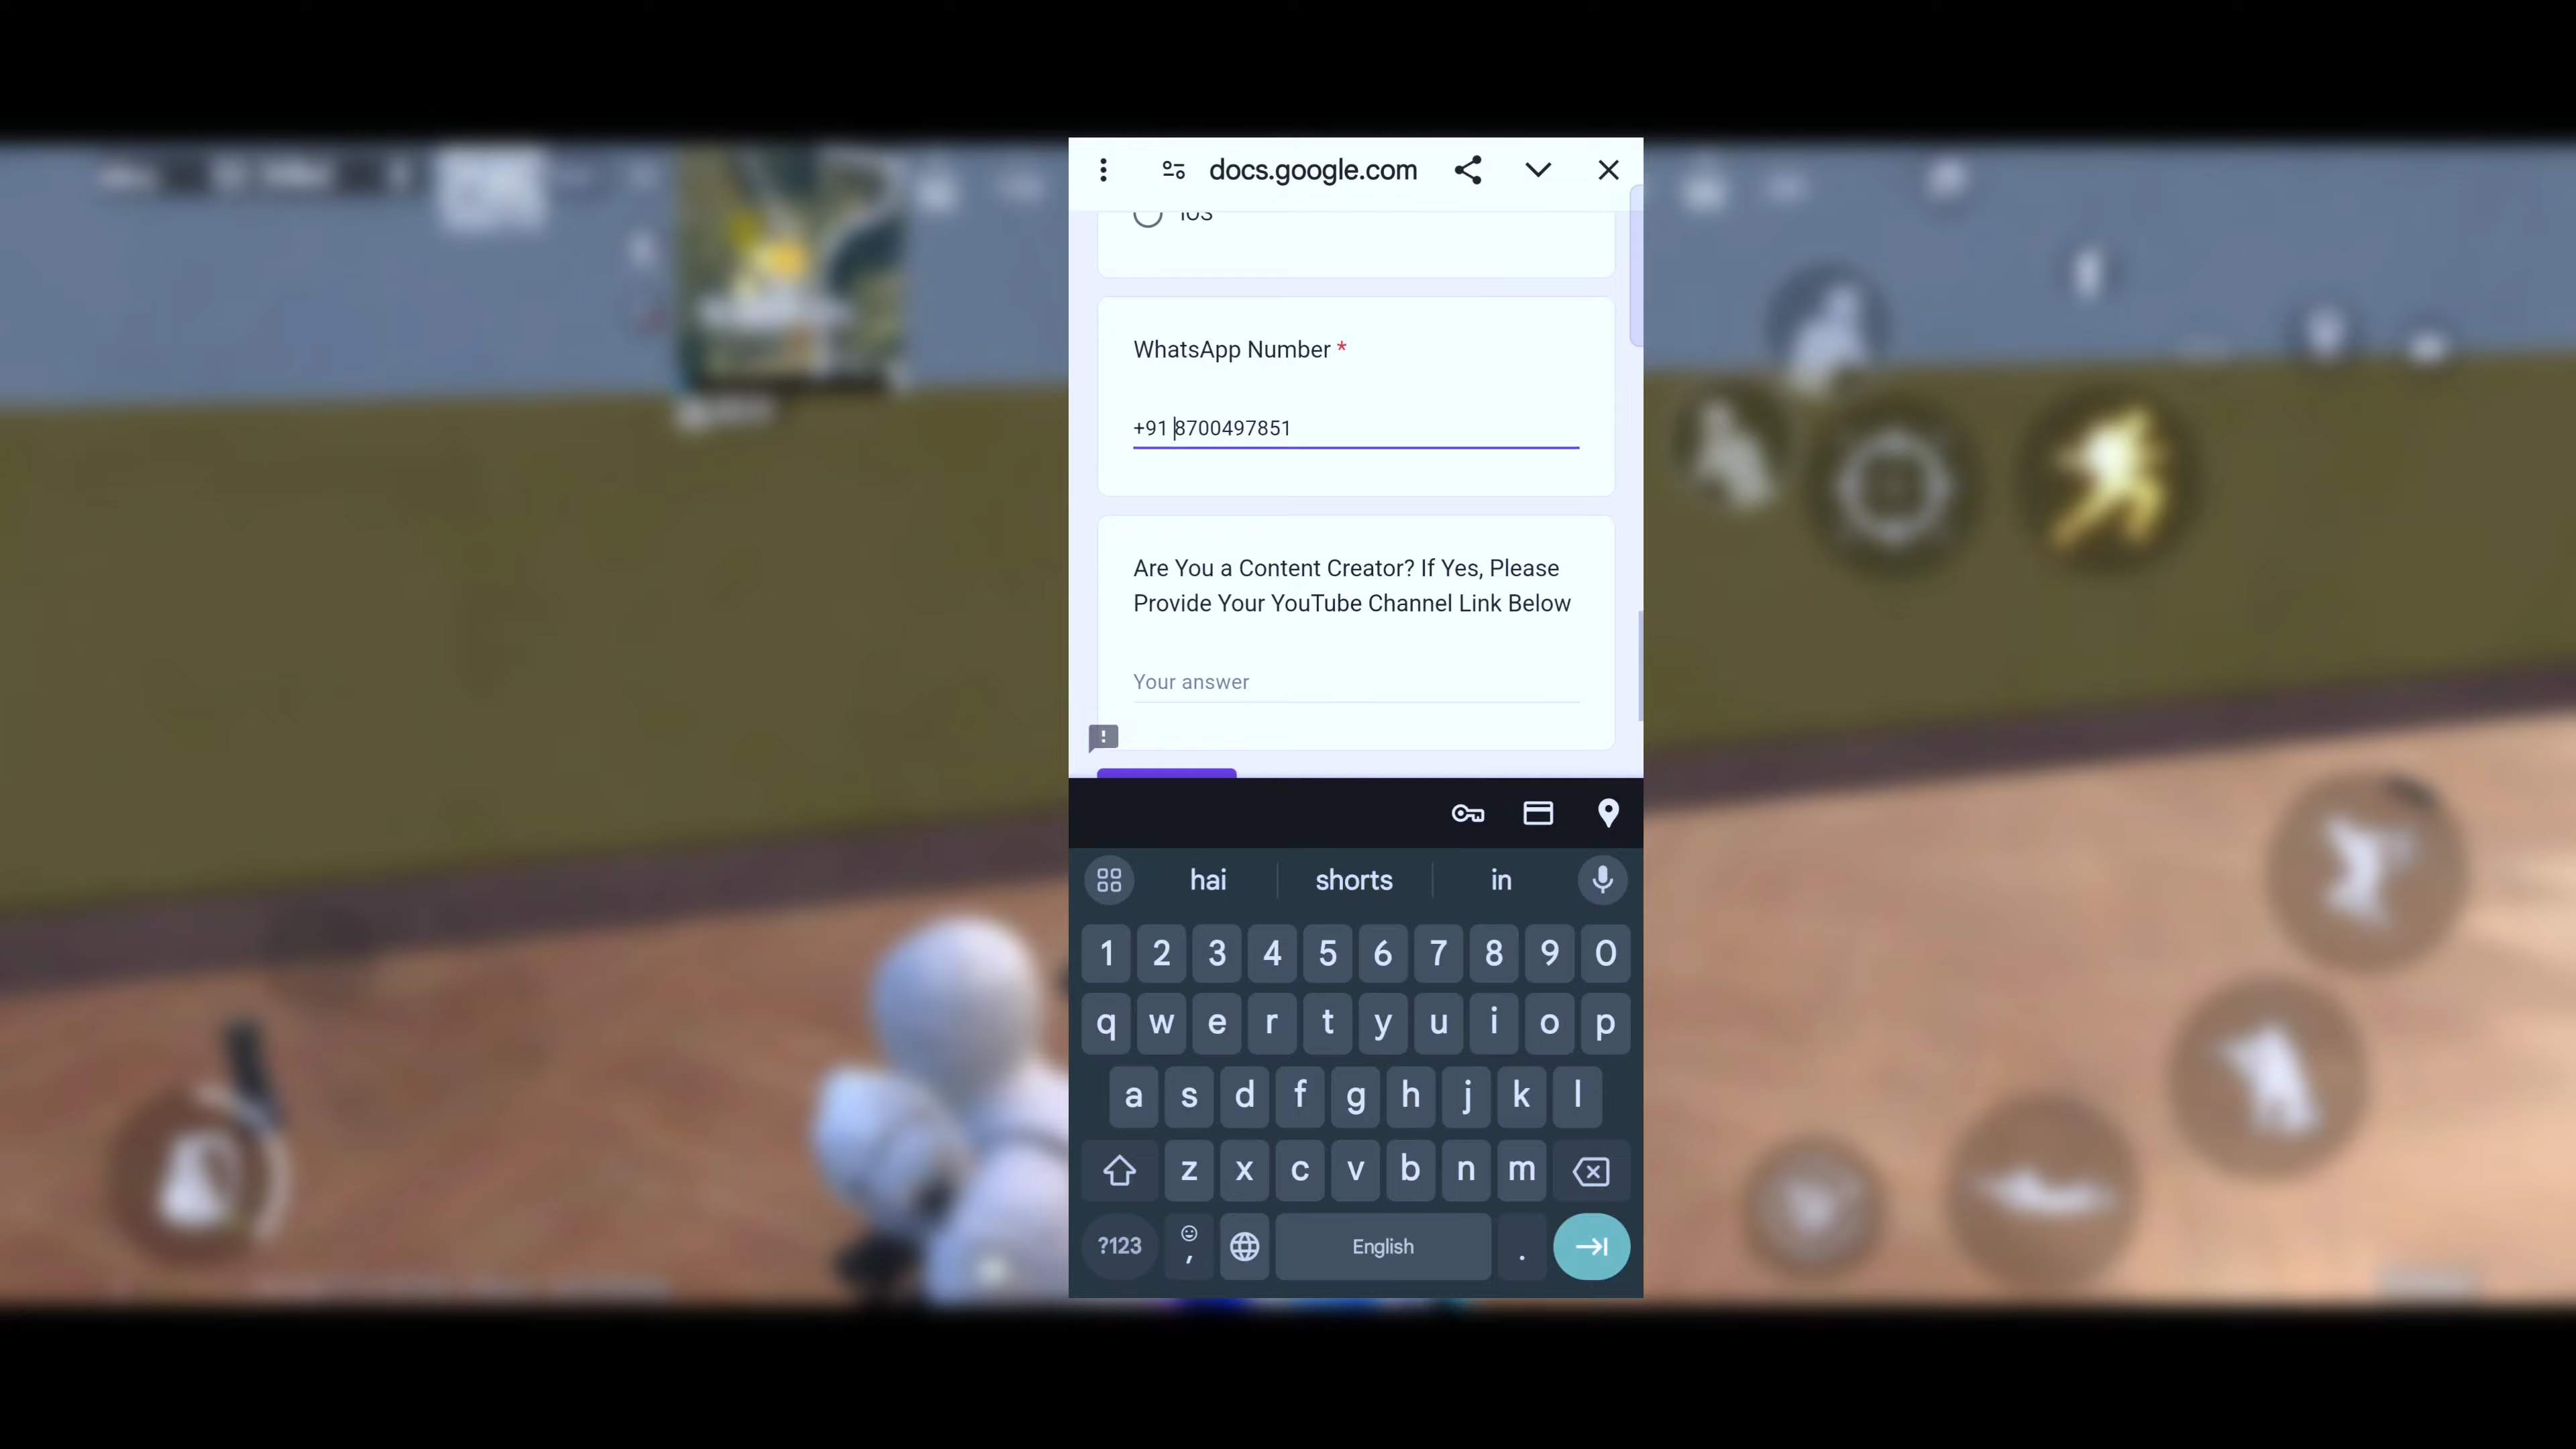 docs.google.com
iOS
WhatsApp Number *
+91 8700497851
Are You a Content Creator? If Yes, Please
Provide Your YouTube Channel Link Below
Your answer
hai shorts in
1 2 3 4 5 6 7 8 9 0
q w e r t y u i o p
a s d f g h j k l
z x c v b n m
?123 , English .